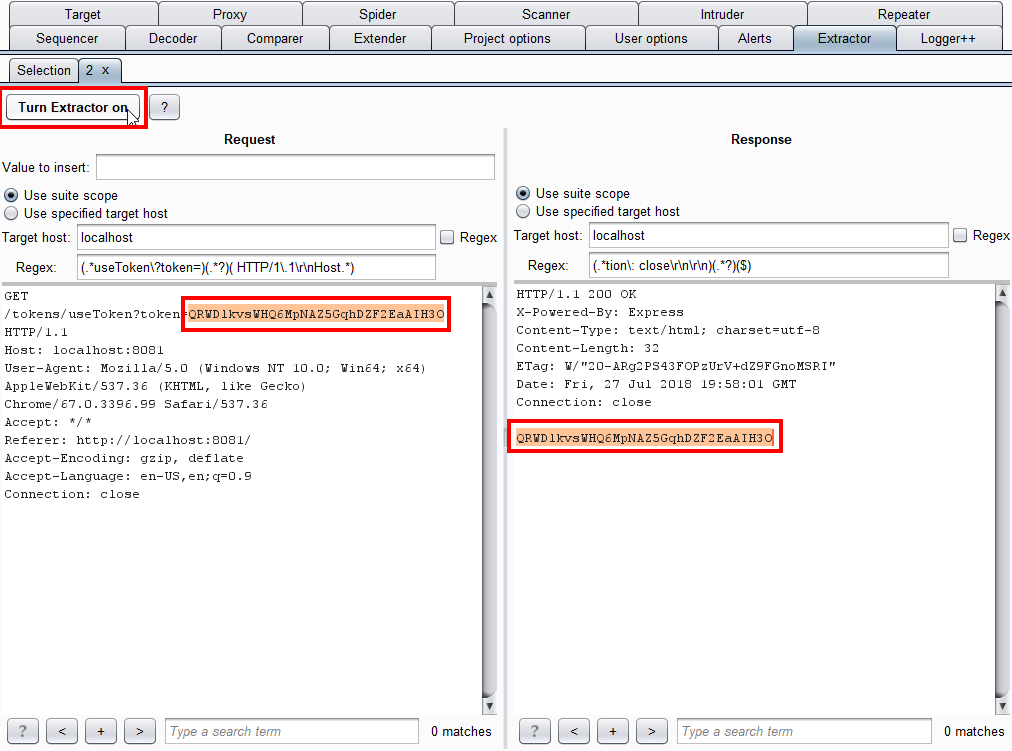 Target Proxy Spider Scanner Intruder Repeater
Sequencer Decoder Comparer Extender Project options User options Alerts Extractor Logger++
Selection 2 x
Turn Extractor on ?
Request
Value to insert:
Use suite scope
Use specified target host
Target host: localhost Regex
Regex: (.*useToken\?token=)(.*?)( HTTP/1\.1\r\nHost.*)
GET
/tokens/useToken?token=QRWD1kvsWHQ6MpNAZ5GqhDZF2EaAIH3O
HTTP/1.1
Host: localhost:8081
User-Agent: Mozilla/5.0 (Windows NT 10.0; Win64; x64)
AppleWebKit/537.36 (KHTML, like Gecko)
Chrome/67.0.3396.99 Safari/537.36
Accept: */*
Referer: http://localhost:8081/
Accept-Encoding: gzip, deflate
Accept-Language: en-US,en;q=0.9
Connection: close
? < + > Type a search term 0 matches
Response
Use suite scope
Use specified target host
Target host: localhost Regex
Regex: (.*tion\: close\r\n\r\n)(.*?)($)
HTTP/1.1 200 OK
X-Powered-By: Express
Content-Type: text/html; charset=utf-8
Content-Length: 32
ETag: W/"20-ARg2PS43FOPzUrV+dZ9FGnoMSRI"
Date: Fri, 27 Jul 2018 19:58:01 GMT
Connection: close
QRWD1kvsWHQ6MpNAZ5GqhDZF2EaAIH3O
? < + > Type a search term 0 matches